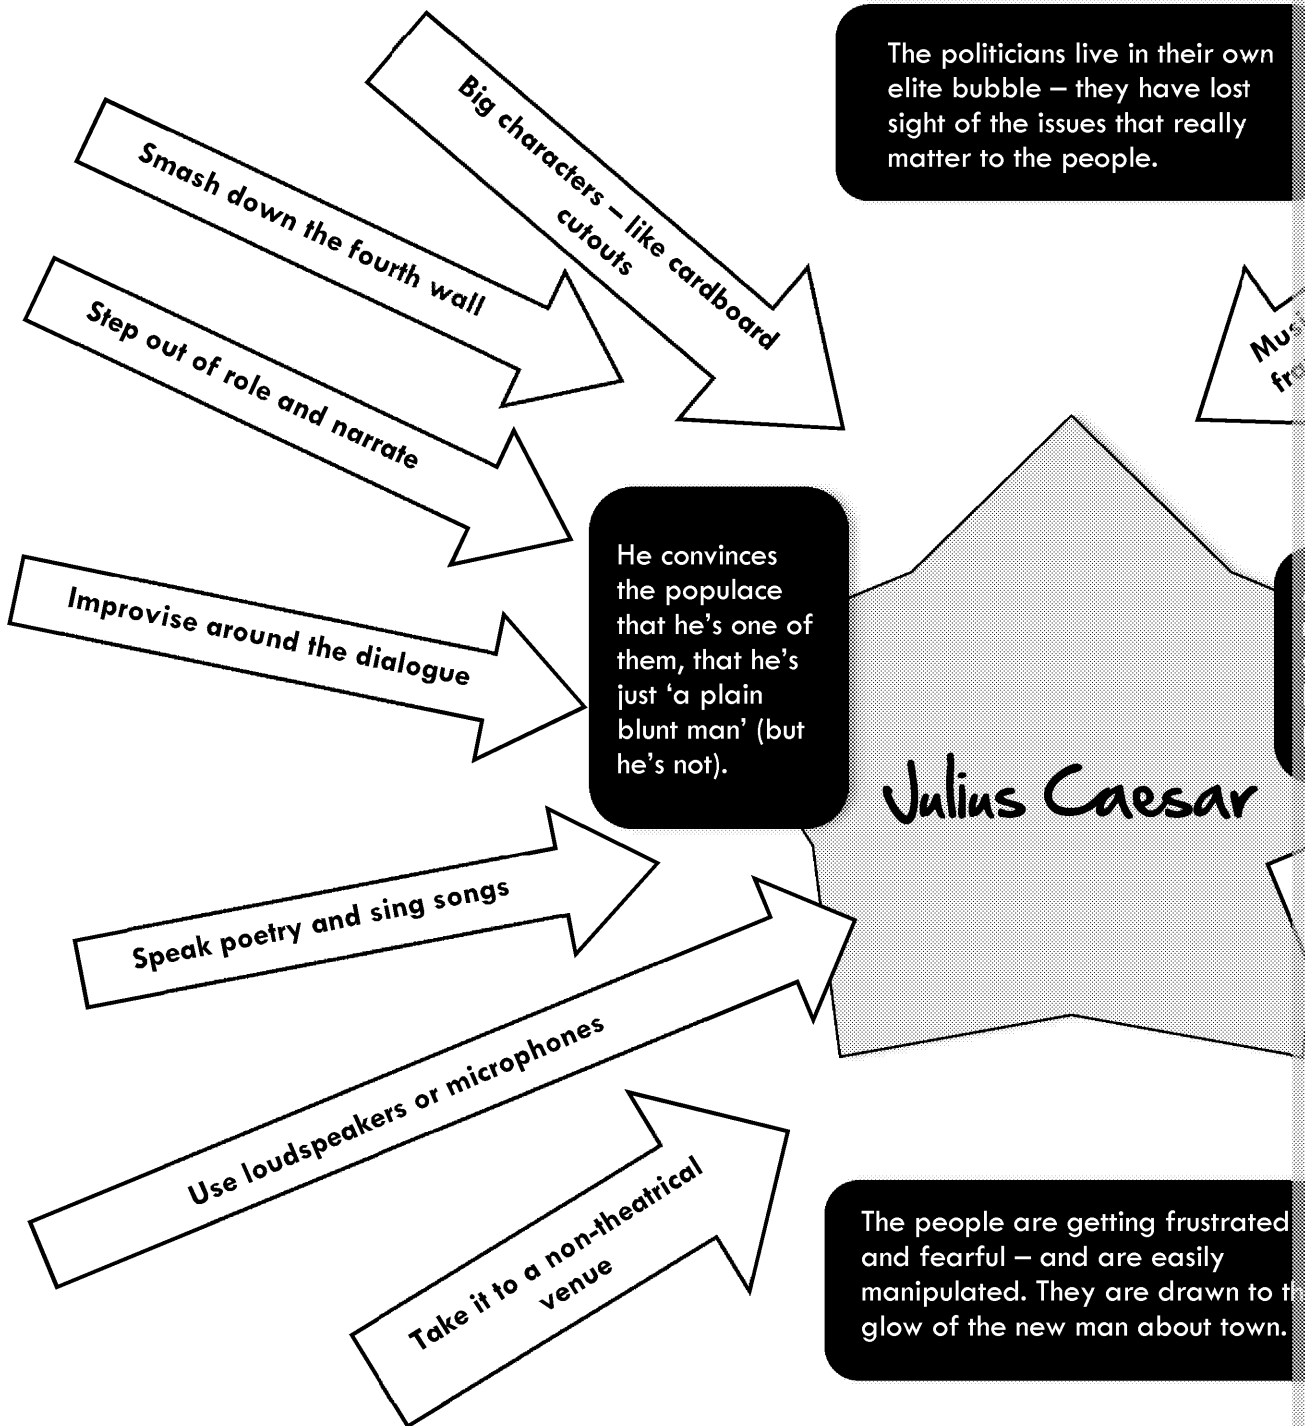 The politicians live in their own
elite bubble – they have lost
sight of the issues that really
matter to the people.
Big characters – like cardboard
cutouts
Smash down the fourth wall
Step out of role and narrate
He convinces
the populace
that he’s one of
them, that he’s
just ‘a plain
blunt man’ (but
he’s not).
Improvise around the dialogue
Julius Caesar
Speak poetry and sing songs
Use loudspeakers or microphones
Take it to a non-theatrical
venue
The people are getting frustrated
and fearful – and are easily
manipulated. They are drawn to
glow of the new man about town.